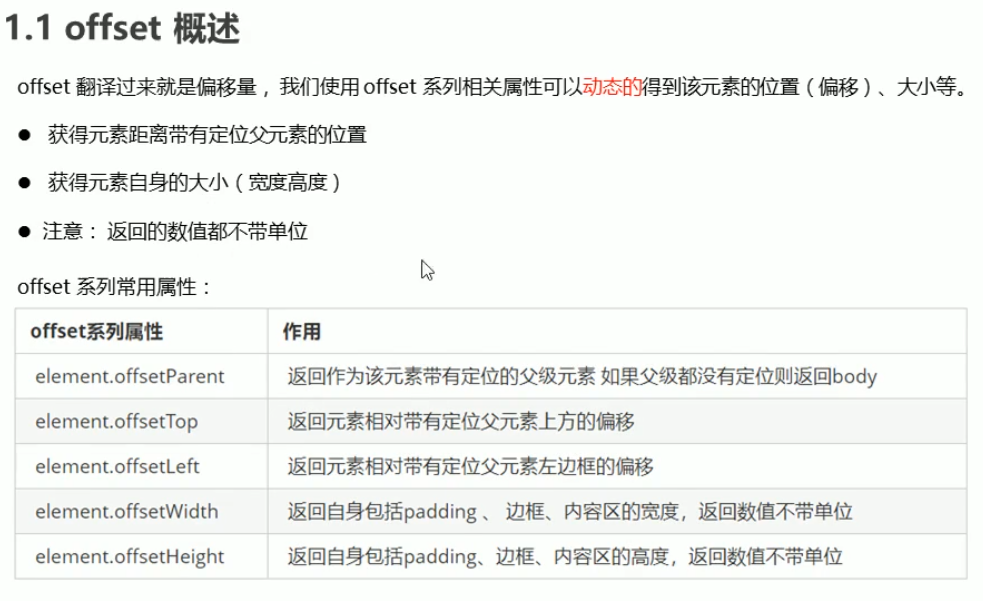 1.1 offset 概述
offset 翻译过来就是偏移量， 我们使用 offset 系列相关属性可以动态的得到该元素的位置（偏移）、大小等。
● 获得元素距离带有定位父元素的位置
● 获得元素自身的大小（宽度高度）
● 注意： 返回的数值都不带单位
offset 系列常用属性：
offset系列属性 作用
element.offsetParent 返回作为该元素带有定位的父级元素 如果父级都没有定位则返回body
element.offsetTop 返回元素相对带有定位父元素上方的偏移
element.offsetLeft 返回元素相对带有定位父元素左边框的偏移
element.offsetWidth 返回自身包括padding 、 边框、内容区的宽度，返回数值不带单位
element.offsetHeight 返回自身包括padding、边框、内容区的高度，返回数值不带单位